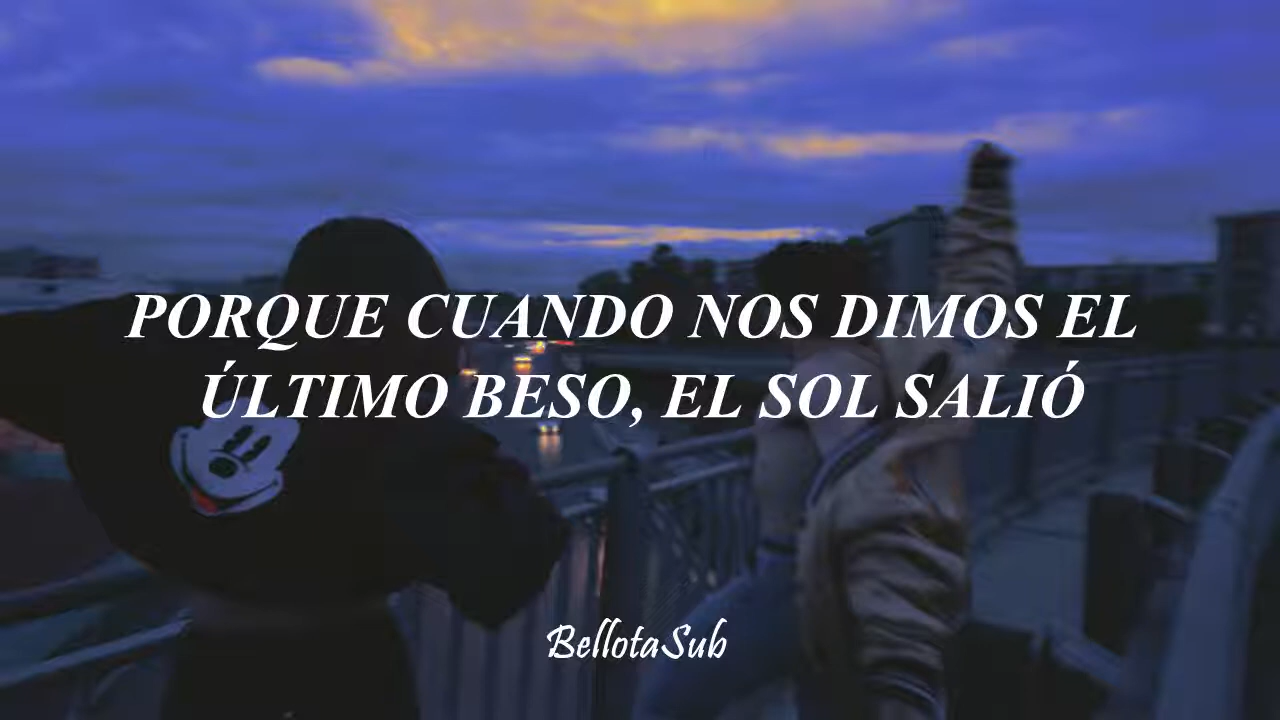 PORQUE CUANDO NOS DIMOS EL
ÚLTIMO BESO, EL SOL SALIÓ
BellotaSub